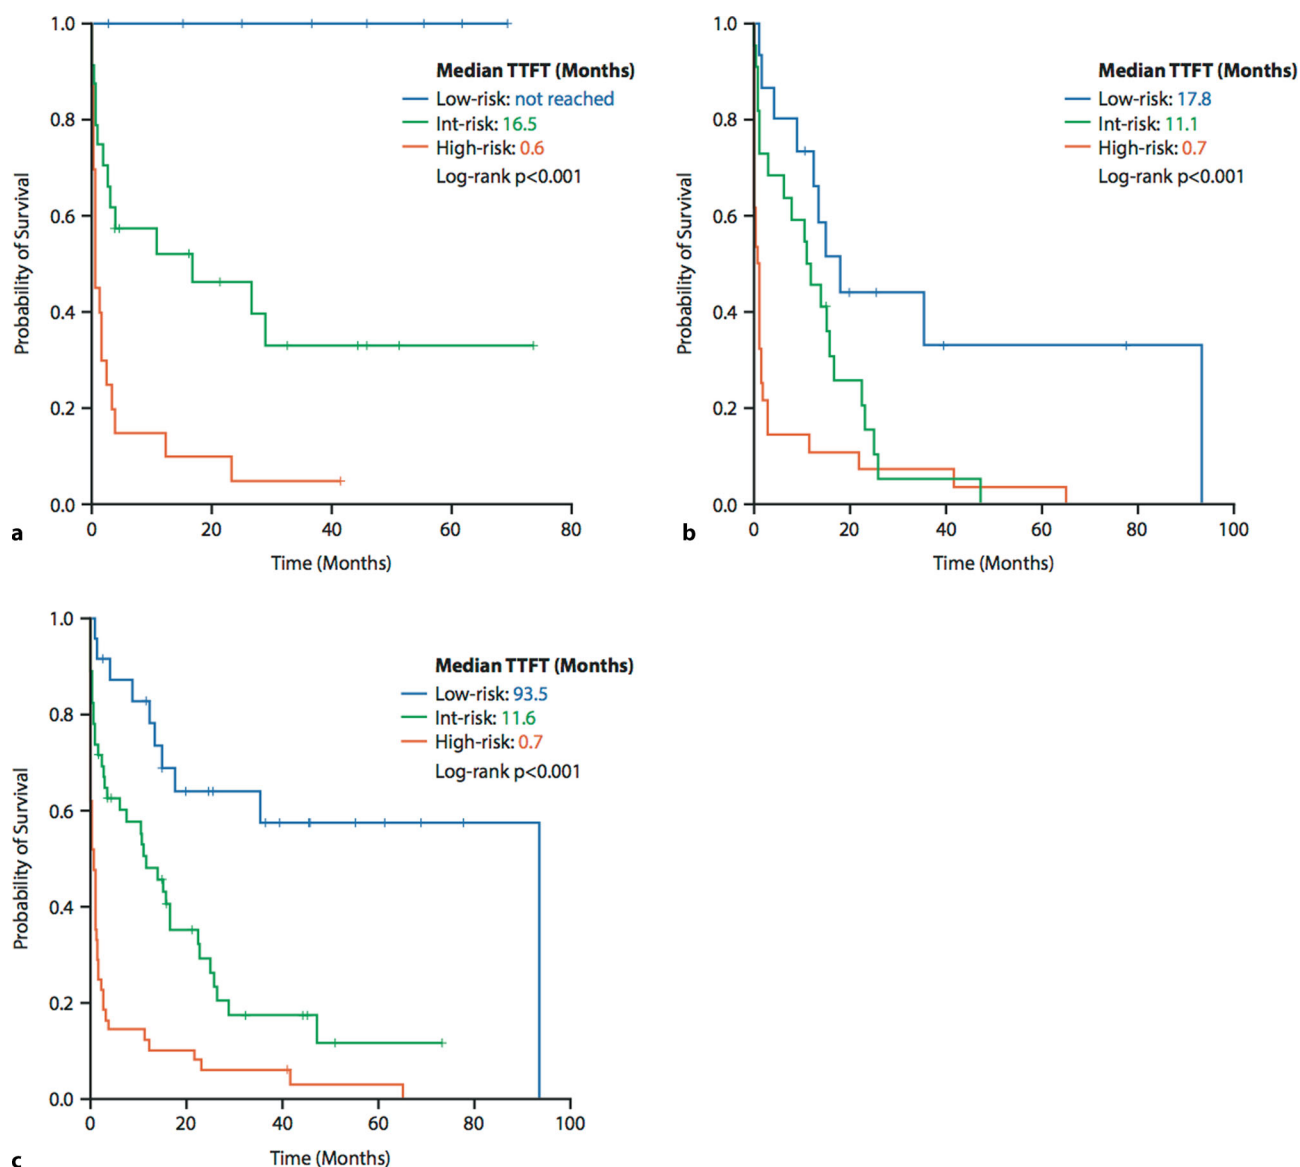 1.0
0.8
0.6
0.4
0.2
0.0
Probability of Survival
Median TTFT (Months)
Low-risk: not reached
Int-risk: 16.5
High-risk: 0.6
Log-rank p<0.001
0 20 40 60 80
Time (Months)
a
1.0
0.8
0.6
0.4
0.2
0.0
Probability of Survival
Median TTFT (Months)
Low-risk: 17.8
Int-risk: 11.1
High-risk: 0.7
Log-rank p<0.001
0 20 40 60 80 100
Time (Months)
b
1.0
0.8
0.6
0.4
0.2
0.0
Probability of Survival
Median TTFT (Months)
Low-risk: 93.5
Int-risk: 11.6
High-risk: 0.7
Log-rank p<0.001
0 20 40 60 80 100
Time (Months)
c